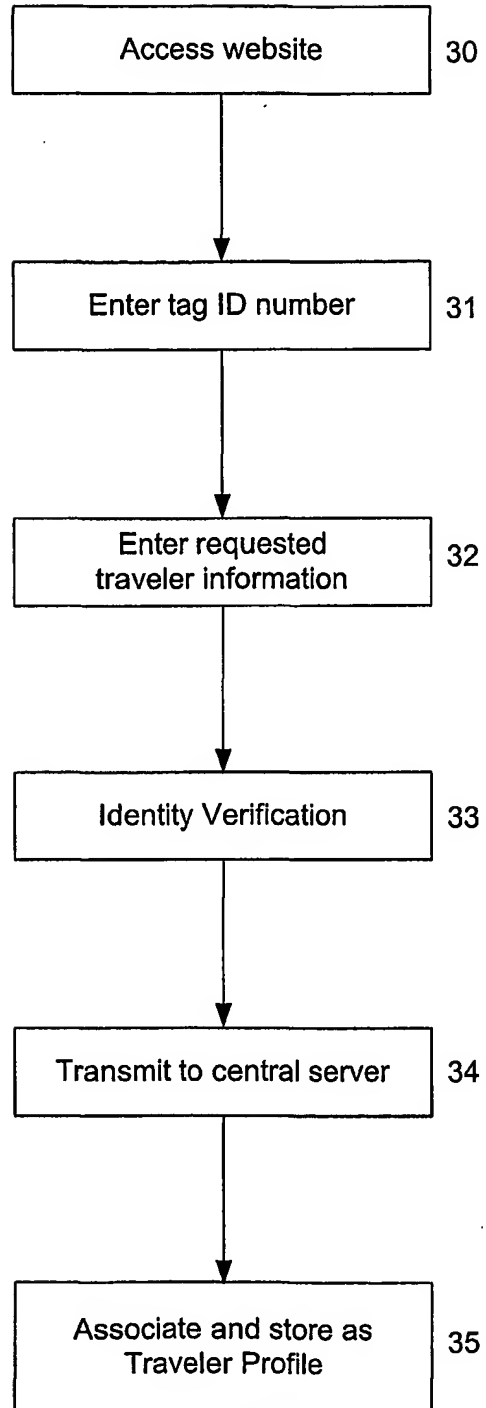 Access website 30
Enter tag ID number 31
Enter requested
traveler information 32
Identity Verification 33
Transmit to central server 34
Associate and store as
Traveler Profile 35